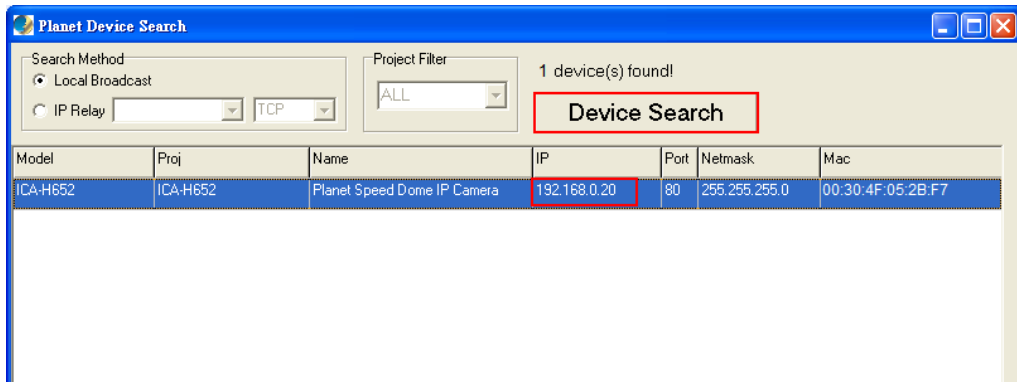 Planet Device Search
Search Method
Local Broadcast
IP Relay TCP
Project Filter
ALL
1 device(s) found!
Device Search
Model Proj Name IP Port Netmask Mac
ICA-H652 ICA-H652 Planet Speed Dome IP Camera 192.168.0.20 80 255.255.255.0 00:30:4F:05:2B:F7